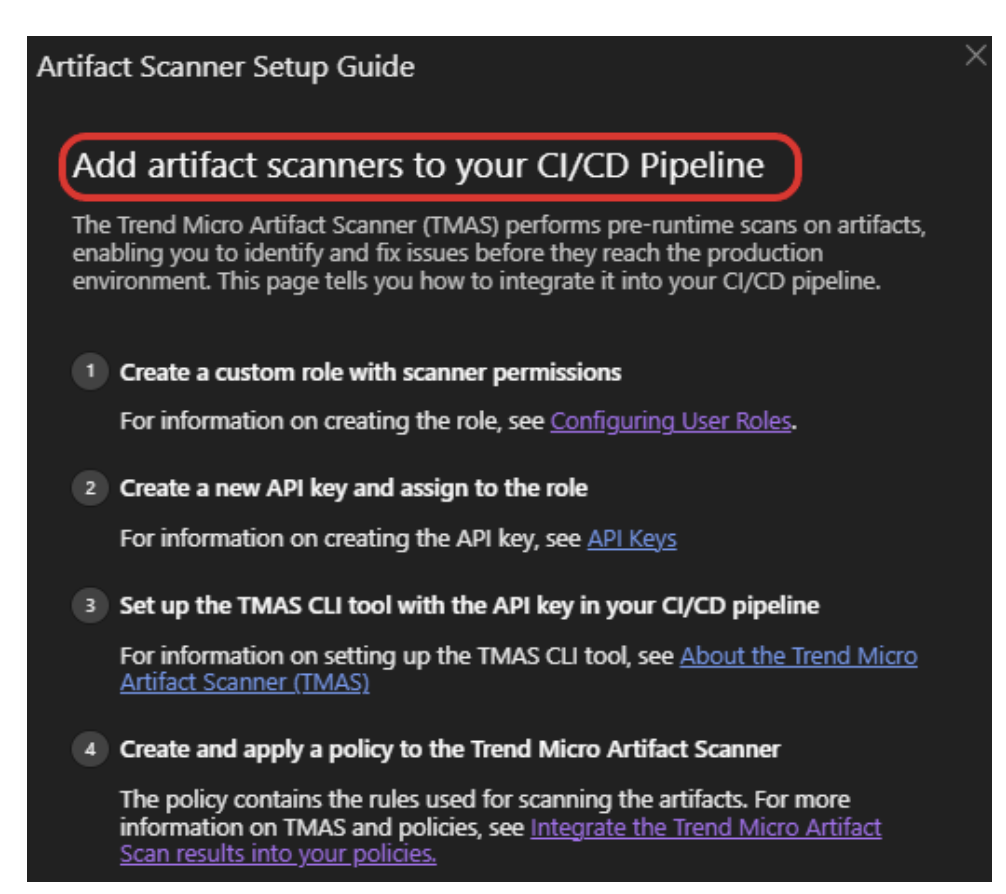 Artifact Scanner Setup Guide
Add artifact scanners to your CI/CD Pipeline
The Trend Micro Artifact Scanner (TMAS) performs pre-runtime scans on artifacts,
enabling you to identify and fix issues before they reach the production
environment. This page tells you how to integrate it into your CI/CD pipeline.
1 Create a custom role with scanner permissions
For information on creating the role, see Configuring User Roles.
2 Create a new API key and assign to the role
For information on creating the API key, see API Keys
3 Set up the TMAS CLI tool with the API key in your CI/CD pipeline
For information on setting up the TMAS CLI tool, see About the Trend Micro
Artifact Scanner (TMAS)
4 Create and apply a policy to the Trend Micro Artifact Scanner
The policy contains the rules used for scanning the artifacts. For more
information on TMAS and policies, see Integrate the Trend Micro Artifact
Scan results into your policies.